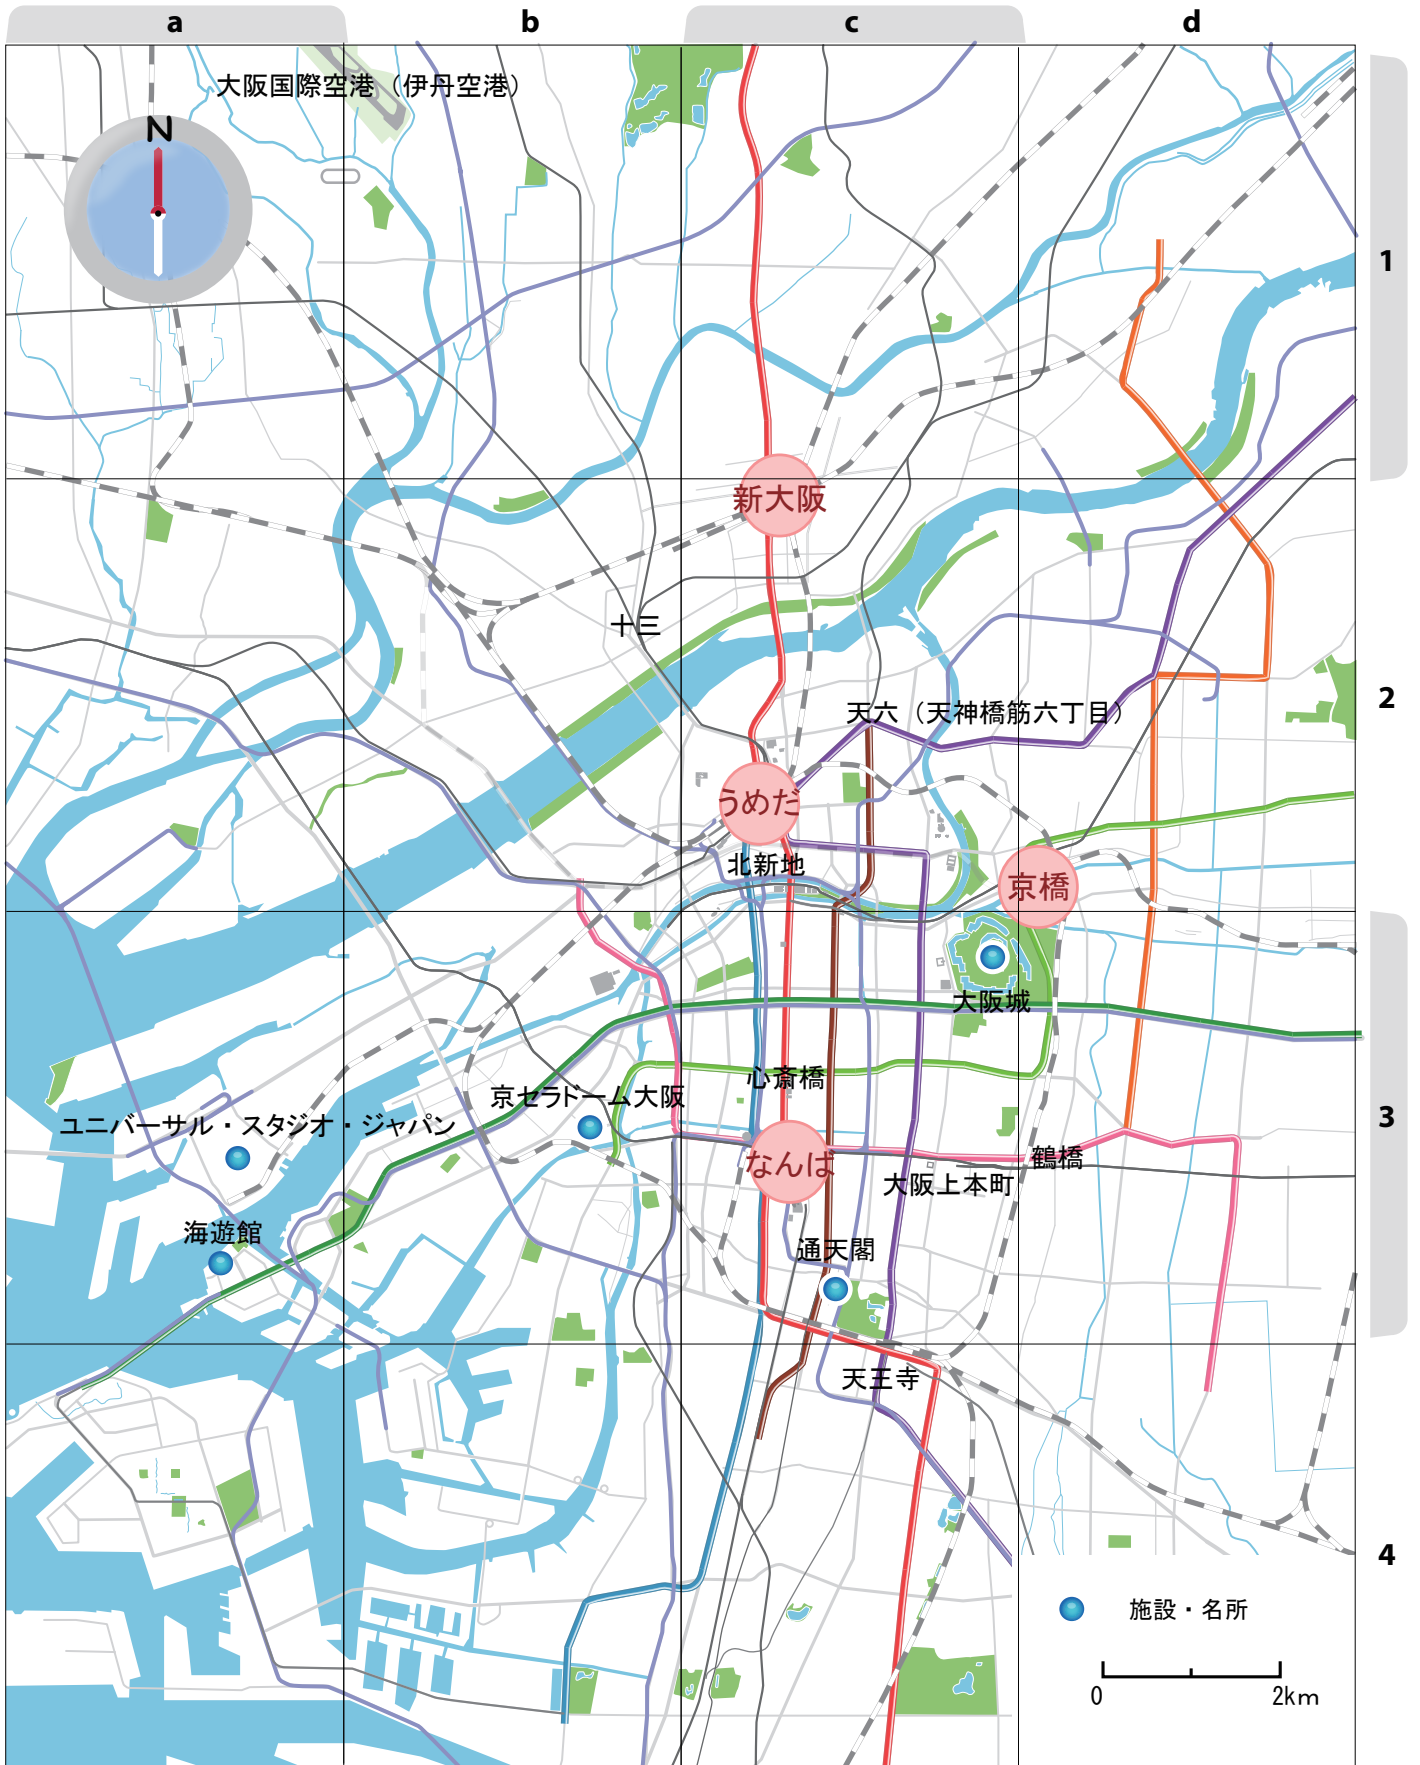 a
b
c
d
大阪国際空港（伊丹空港）
N
1
新大阪
十三
2
天六（天神橋筋六丁目）
うめだ
北新地
京橋
大阪城
心斎橋
京セラドーム大阪
3
ユニバーサル・スタジオ・ジャパン
なんば
鶴橋
大阪上本町
海遊館
通天閣
天王寺
4
施設・名所
0
2km